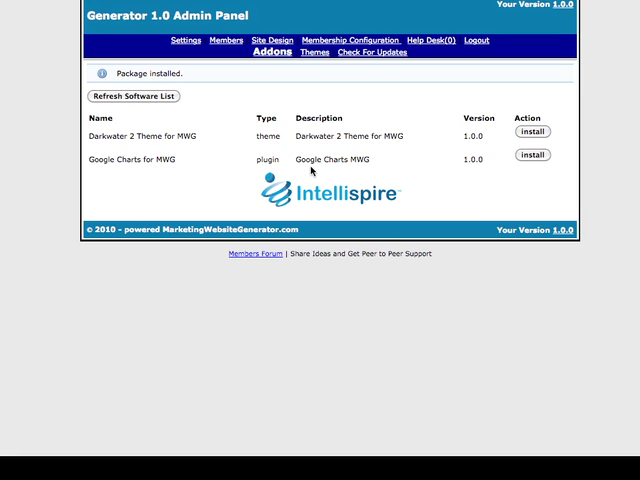 Your Version 1.0.0
Generator 1.0 Admin Panel
Settings Members Site Design Membership Configuration Help Desk(0) Logout
Addons Themes Check For Updates
Package installed.
Refresh Software List
Name Type Description Version Action
Darkwater 2 Theme for MWG theme Darkwater 2 Theme for MWG 1.0.0 install
Google Charts for MWG plugin Google Charts MWG 1.0.0 install
Intellispire
© 2010 - powered MarketingWebsiteGenerator.com Your Version 1.0.0
Members Forum | Share Ideas and Get Peer to Peer Support